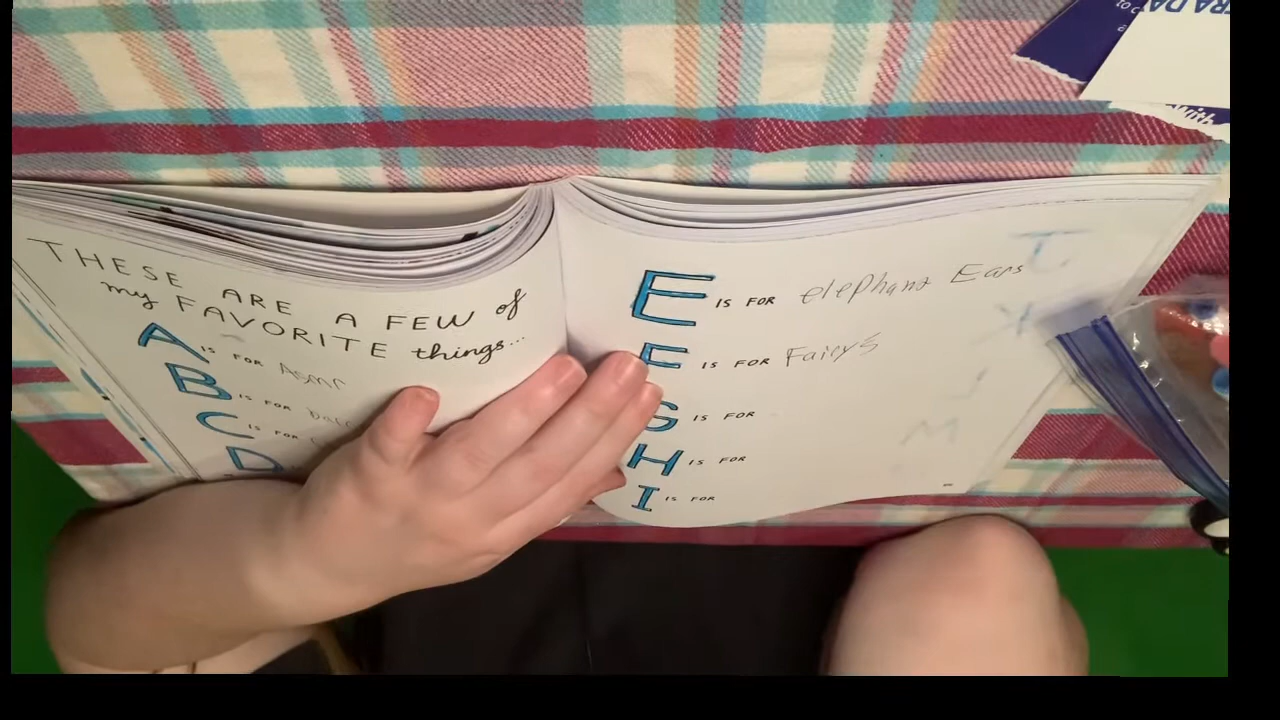 THESE ARE A FEW of
my FAVORITE things...
A IS FOR Asmr
B IS FOR
C IS FOR
D
E IS FOR elephant Ears
F IS FOR Fairys
G IS FOR
H IS FOR
I IS FOR